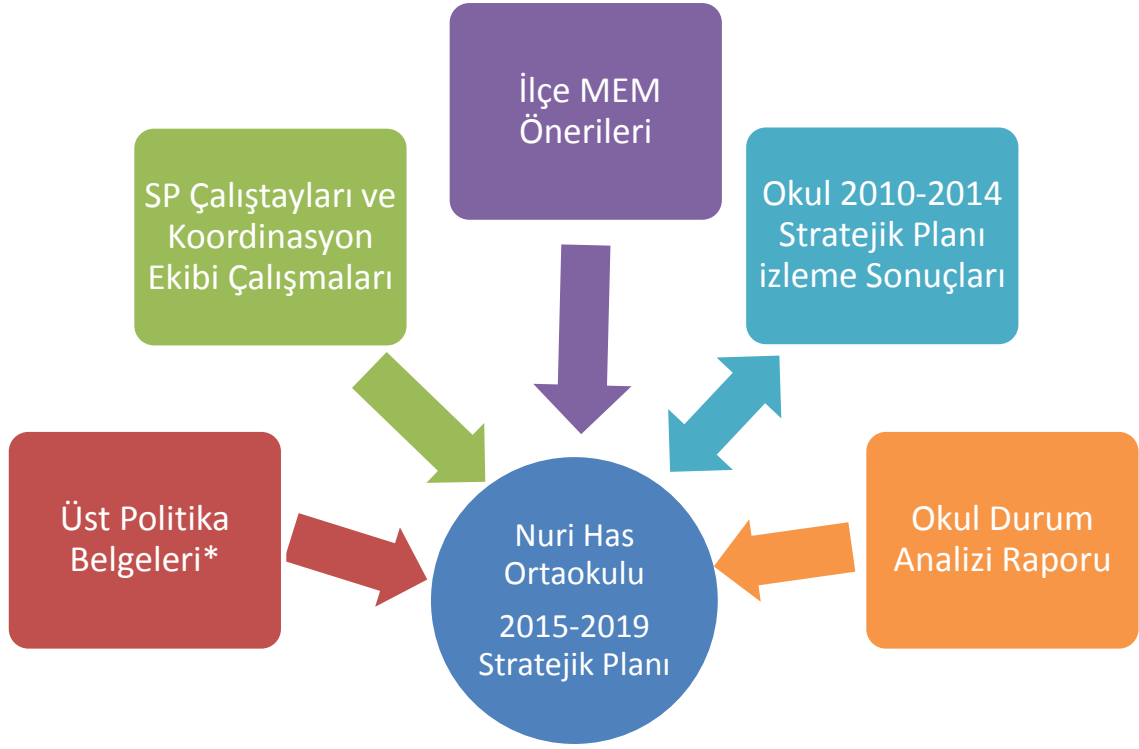 İlçe MEM
Önerileri
SP Çalıştayları ve
Koordinasyon
Ekibi Çalışmaları
Okul 2010-2014
Stratejik Planı
izleme Sonuçları
Üst Politika
Belgeleri*
Okul Durum
Analizi Raporu
Nuri Has
Ortaokulu
2015-2019
Stratejik Planı